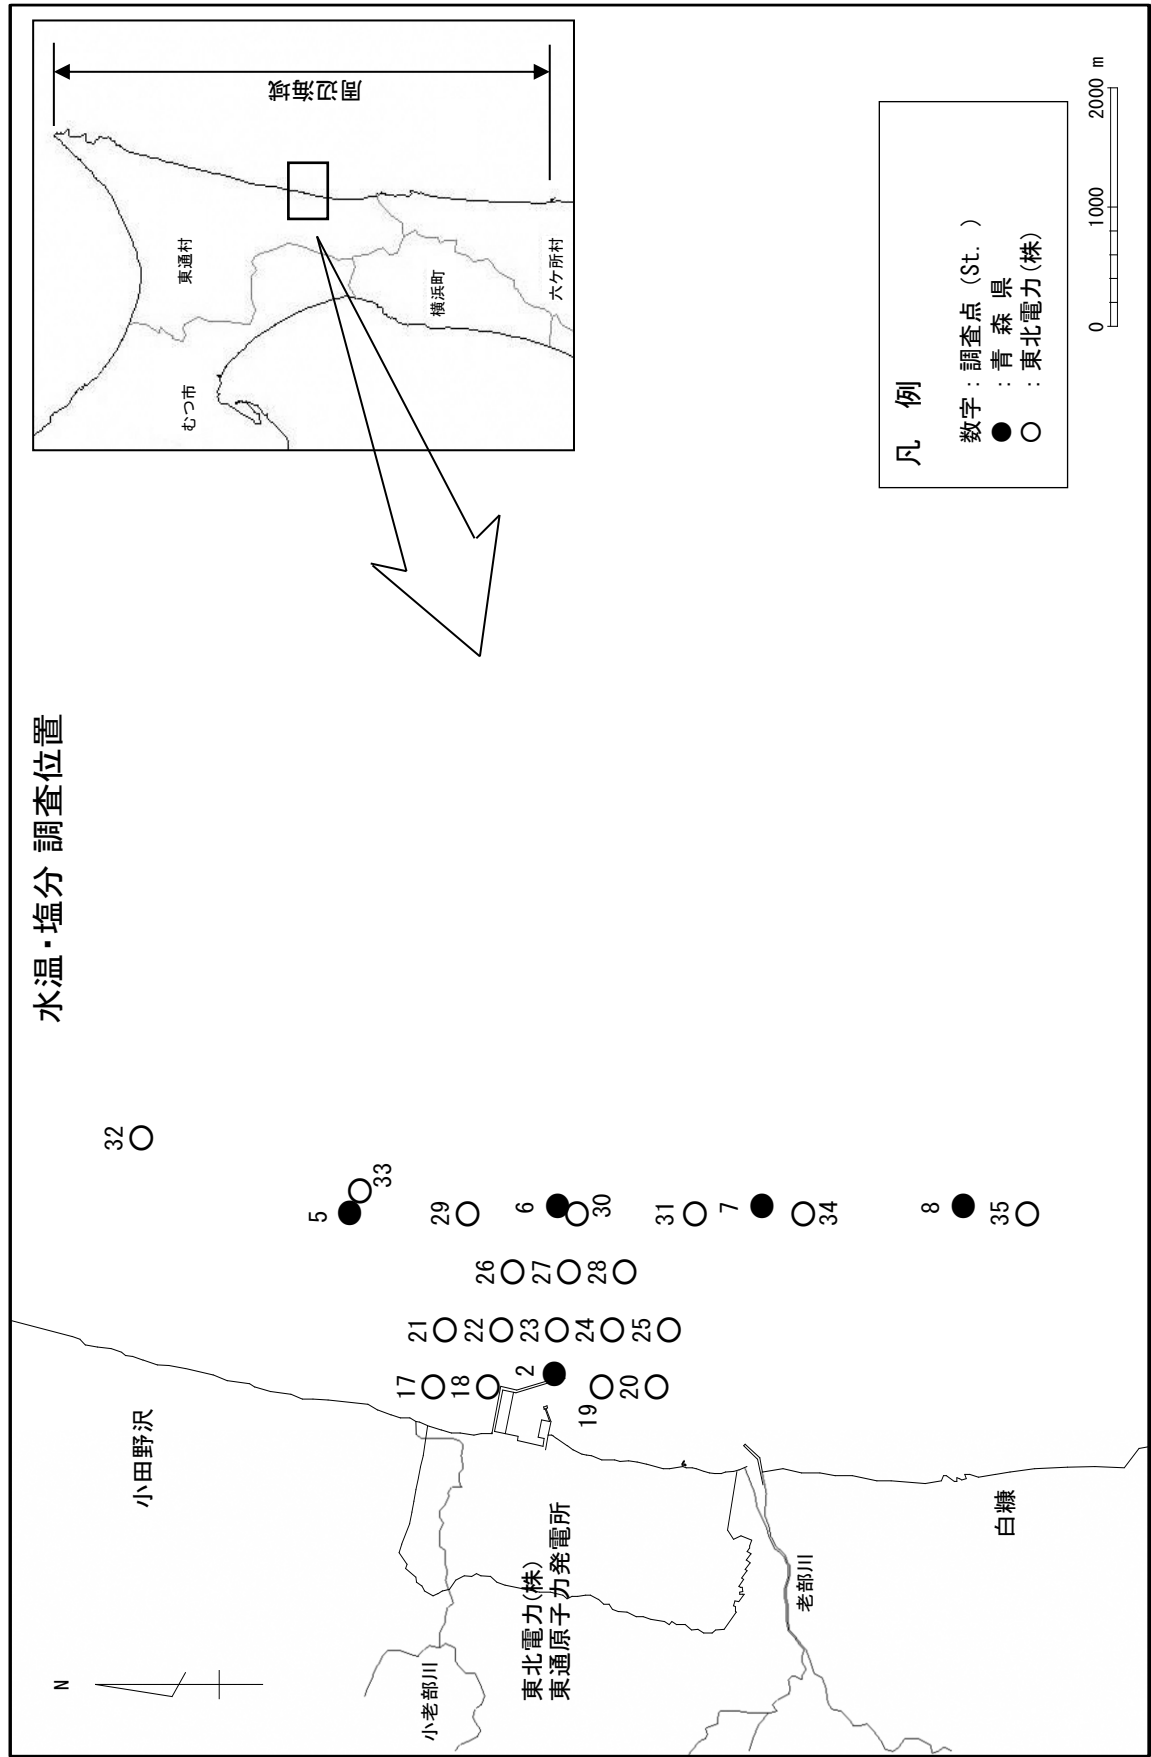 水温・塩分 調査位置
N
小田野沢
小老部川
東北電力(株)
東通原子力発電所
老部川
白糠
32
5
33
29
6
30
31
7
34
8
35
26
27
28
21
22
23
24
25
17
18
2
19
20
周辺海域
むつ市
東通村
横浜町
六ケ所村
凡 例
数字：調査点 (St. )
● ：青 森 県
○ ：東北電力(株)
0 1000 2000 m